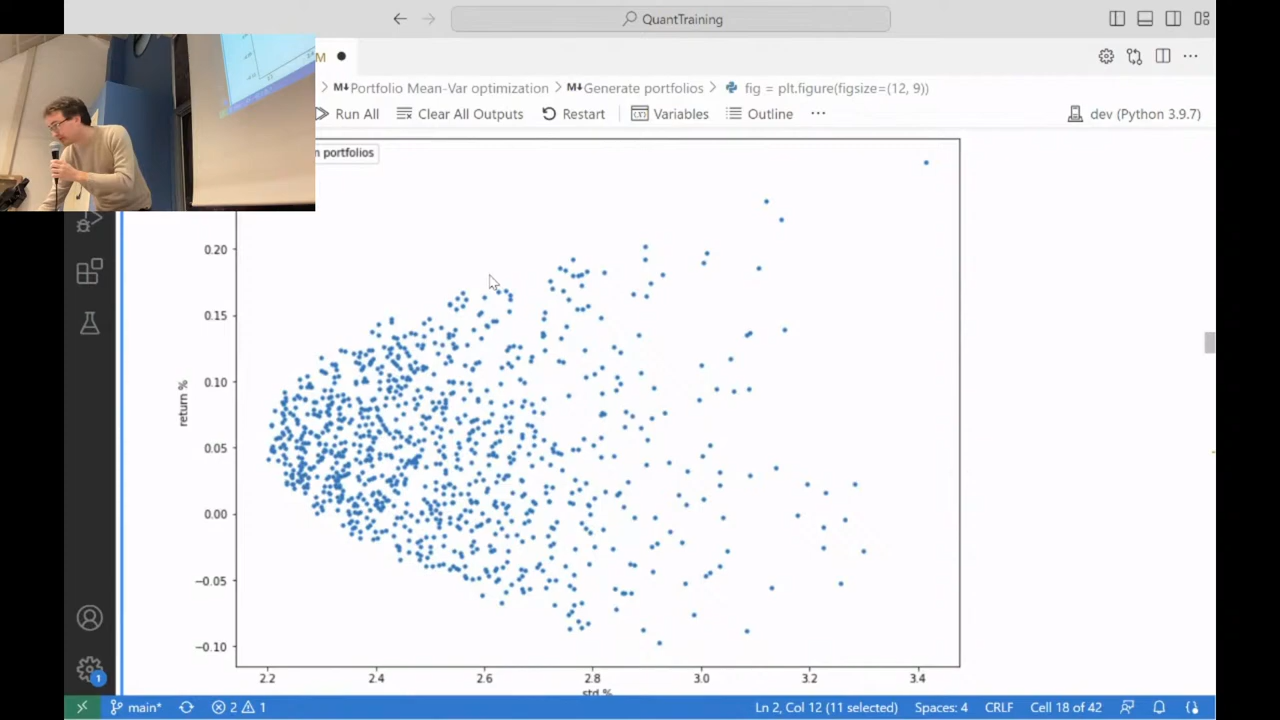 QuantTraining
M
Portfolio Mean-Var optimization > M↓Generate portfolios > fig = plt.figure(figsize=(12, 9))
Run All Clear All Outputs Restart Variables Outline ··· dev (Python 3.9.7)
portfolios
0.20
0.15
0.10
0.05
0.00
−0.05
−0.10
return %
2.2 2.4 2.6 2.8 3.0 3.2 3.4
std %
main* 2 1 Ln 2, Col 12 (11 selected) Spaces: 4 CRLF Cell 18 of 42
1